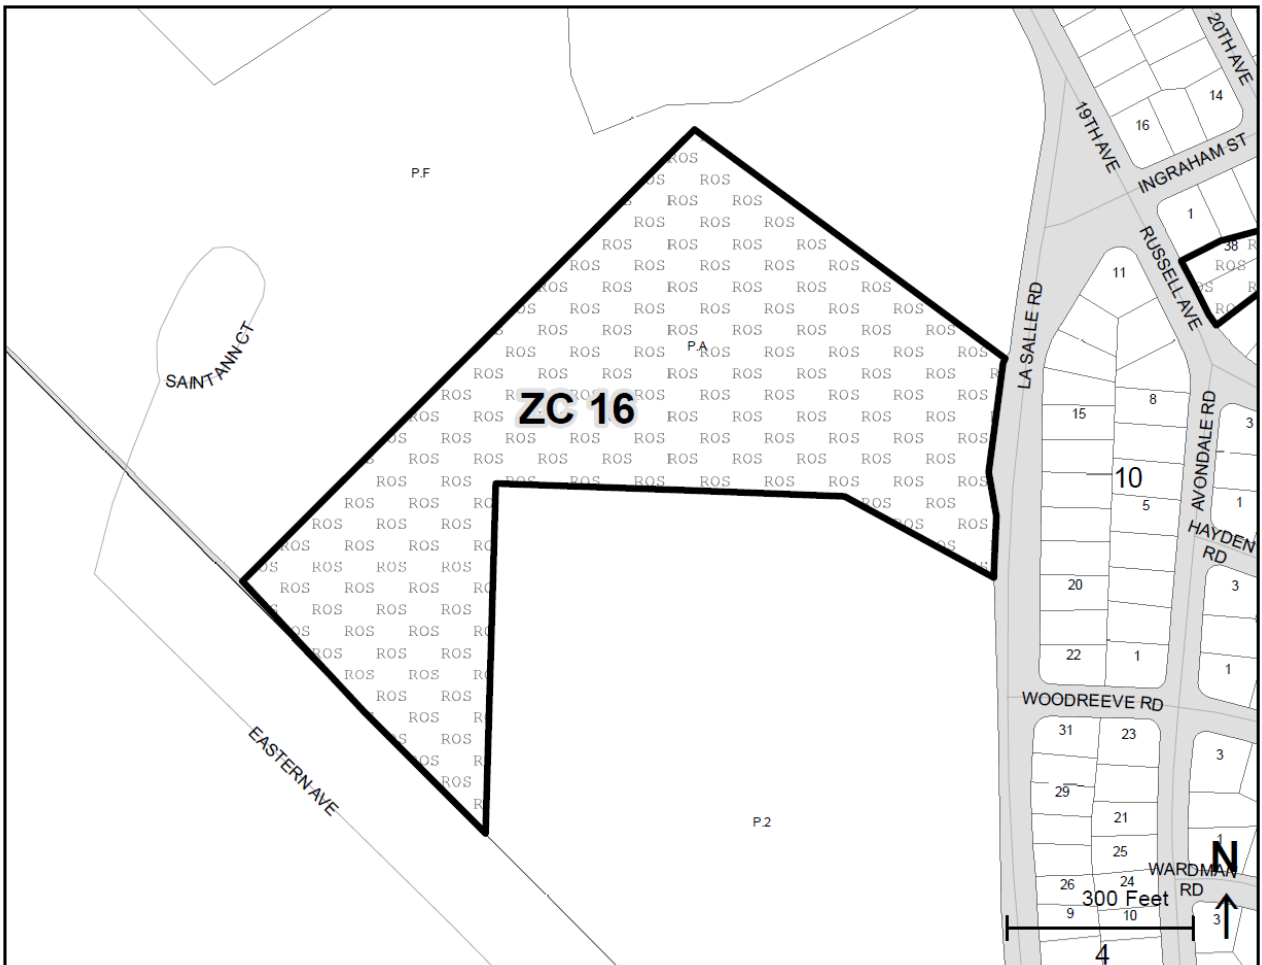 20TH AVE
14
16
19TH AVE
INGRAHAM ST
P.F
1
38
RUSSELL AVE
11
LA SALLE RD
SAINT ANN CT
P.A
ZC 16
ROS
8
15
3
10
AVONDALE RD
5
1
HAYDEN
RD
20
3
22
1
1
WOODREEVE RD
31
23
3
EASTERN AVE
29
21
P.2
25
1
N
WARDMAN
RD
26
24
300 Feet
9
10
3
4